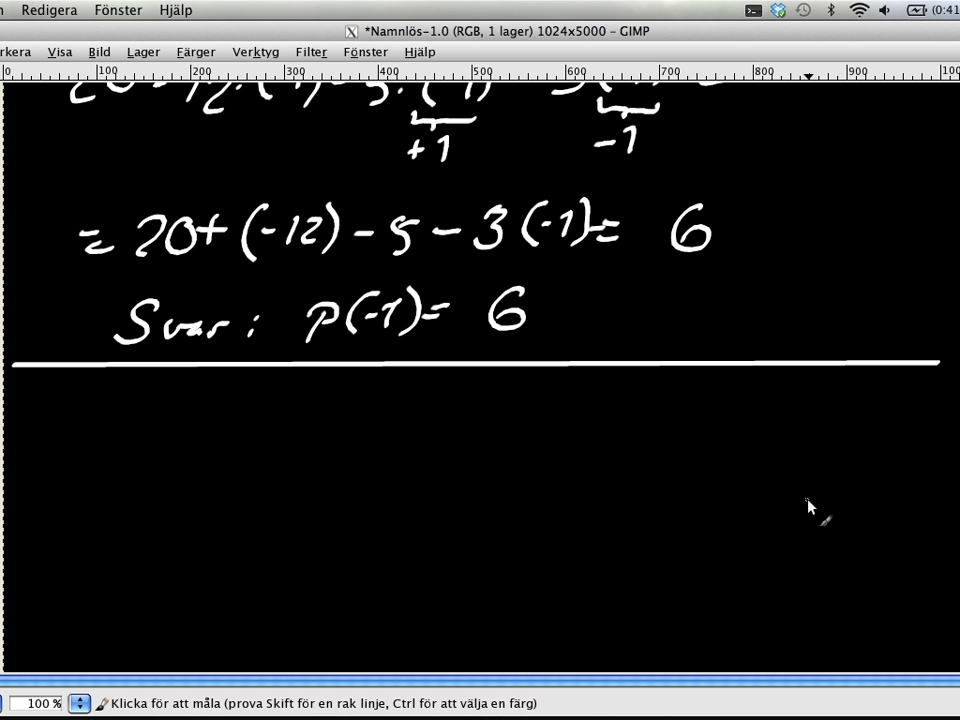 Redigera Fönster Hjälp (0:41
*Namnlös-1.0 (RGB, 1 lager) 1024x5000 – GIMP
rkera Visa Bild Lager Färger Verktyg Filter Fönster Hjälp
0 100 200 300 400 500 600 700 800 900 100
+1 -1
= 20+ (-12) - 5 - 3 (-1) = 6
Svar: p(-1) = 6
100 % Klicka för att måla (prova Skift för en rak linje, Ctrl för att välja en färg)